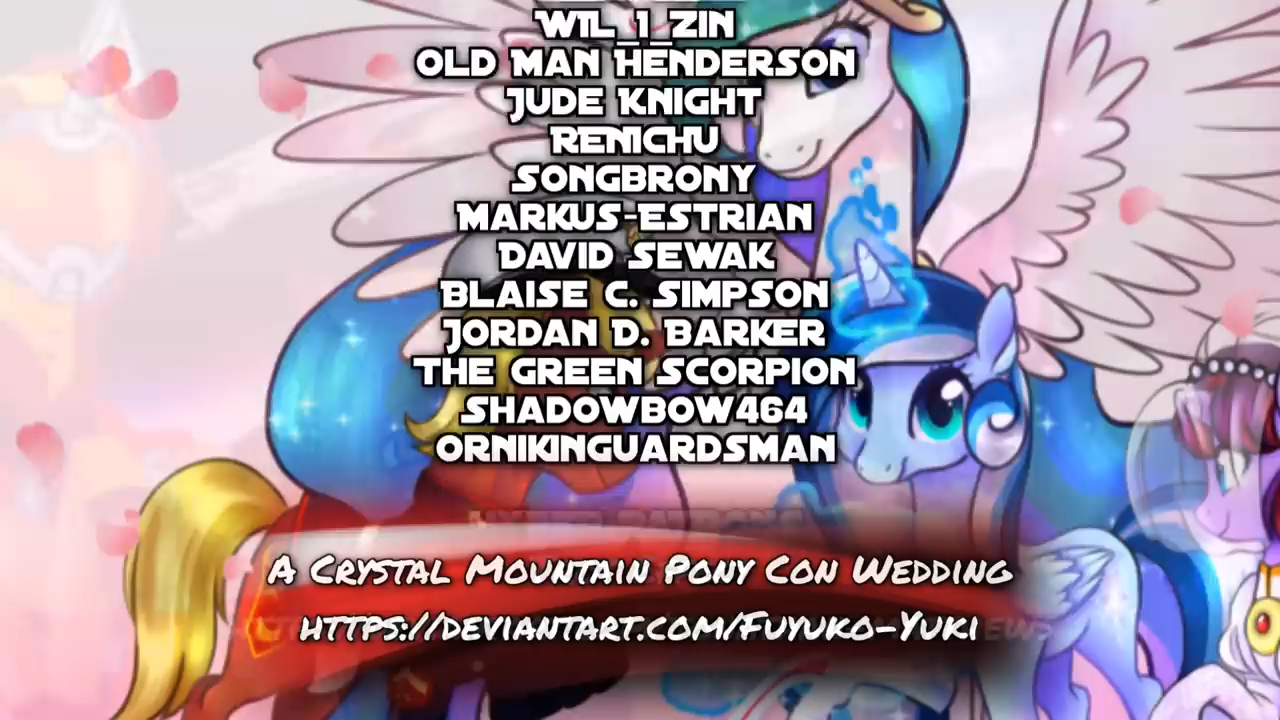 Wil_I_Zin
Old Man Henderson
Jude Knight
Renichu
Songbrony
Markus-Estrian
David Sewak
Blaise C. Simpson
Jordan D. Barker
The Green Scorpion
Shadowbow464
Ornikinguardsman
A Crystal Mountain Pony Con Wedding
https://deviantart.com/Fuyuko-Yuki